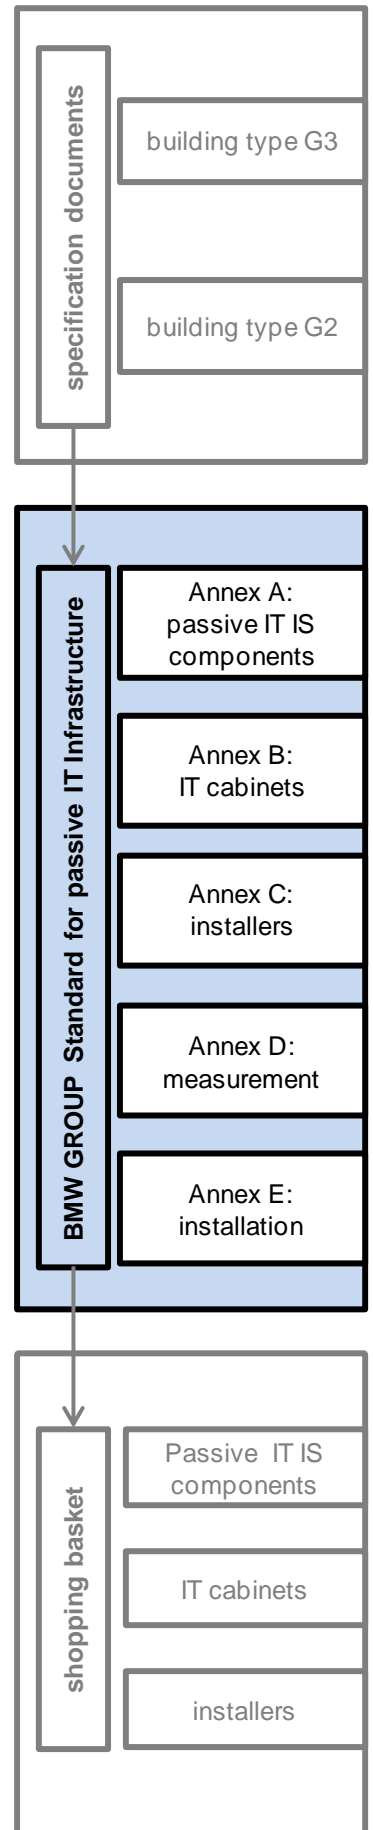 specification documents
building type G3
building type G2
BMW GROUP Standard for passive IT Infrastructure
Annex A:
passive IT IS
components
Annex B:
IT cabinets
Annex C:
installers
Annex D:
measurement
Annex E:
installation
shopping basket
Passive IT IS
components
IT cabinets
installers